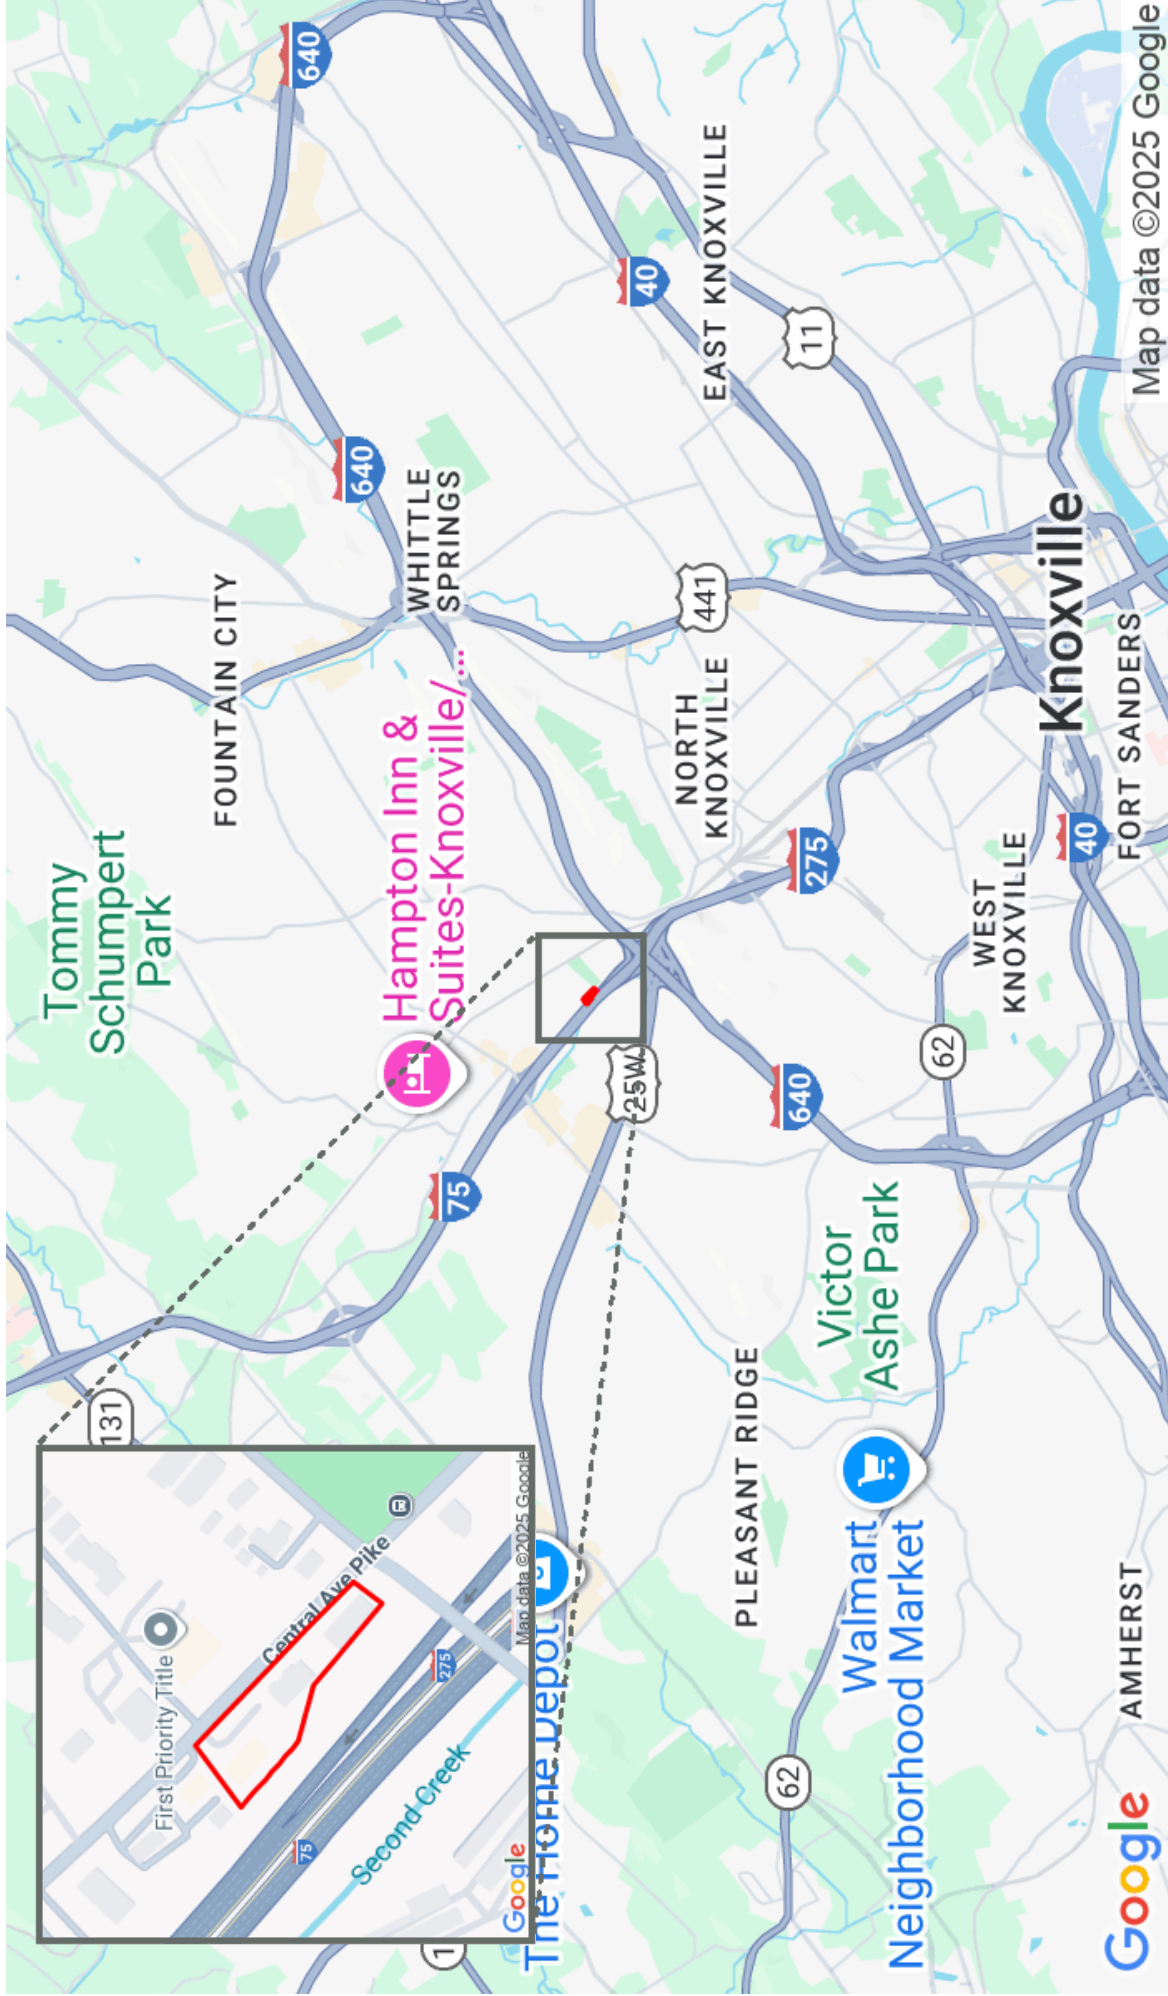 131
First Priority Title
Central Ave Pike
275
75
Second Creek
Map data ©2025 Google
Google
Tommy
Schumpert
Park
FOUNTAIN CITY
640
640
WHITTLE
SPRINGS
Hampton Inn &
Suites-Knoxville/...
75
25W
The Home Depot
1
441
40
EAST KNOXVILLE
11
NORTH
KNOXVILLE
275
640
PLEASANT RIDGE
Victor
Ashe Park
Walmart
Neighborhood Market
62
62
WEST
KNOXVILLE
Knoxville
40
FORT SANDERS
AMHERST
Google
Map data ©2025 Google